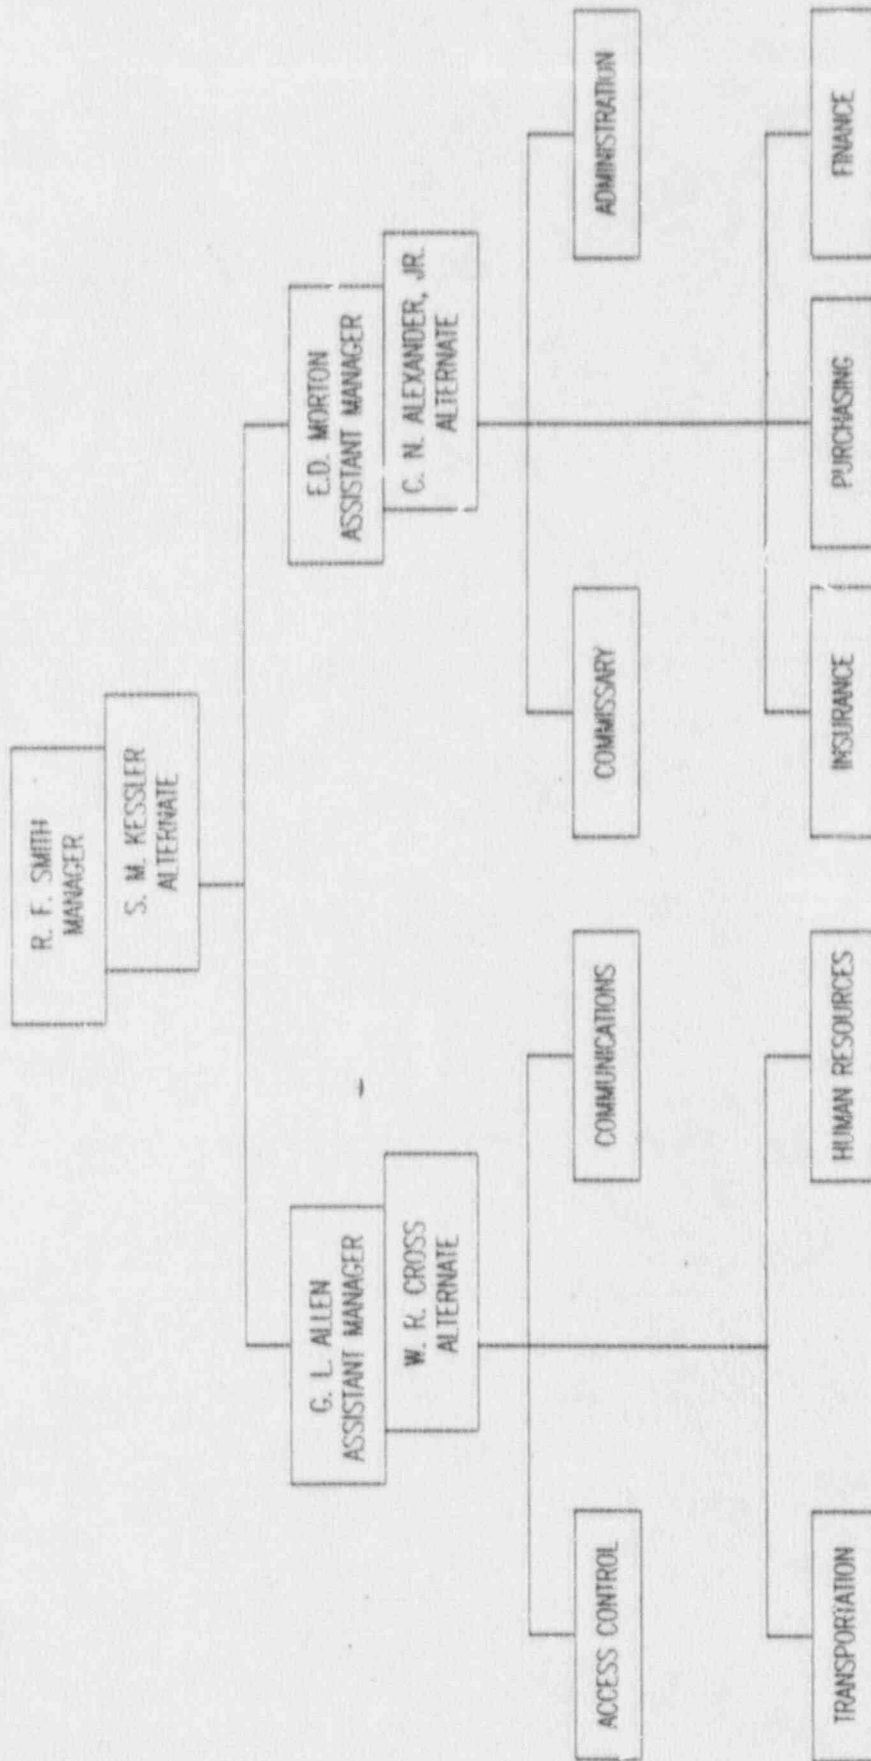 R. F. SMITH
MANAGER
S. M. KESSLER
ALTERNATE
G. L. ALLEN
ASSISTANT MANAGER
W. R. CROSS
ALTERNATE
E.D. MORTON
ASSISTANT MANAGER
C. N. ALEXANDER, JR.
ALTERNATE
ACCESS CONTROL
COMMUNICATIONS
COMMISSARY
ADMINISTRATION
TRANSPORTATION
HUMAN RESOURCES
INSURANCE
PURCHASING
FINANCE